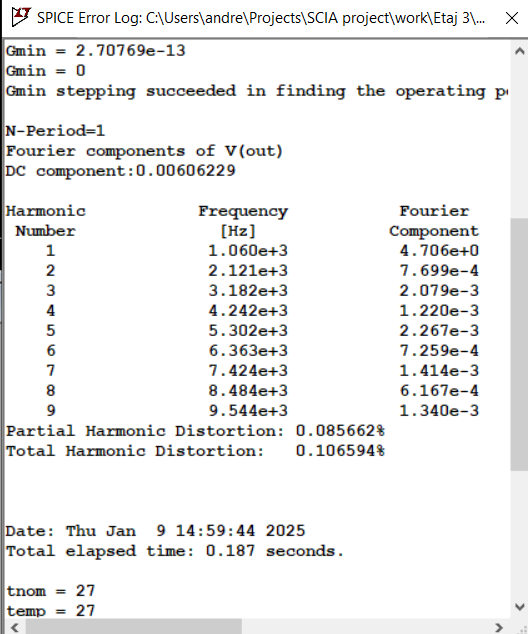 SPICE Error Log: C:\Users\andre\Projects\SCIA project\work\Etaj 3\...
Gmin = 2.70769e-13
Gmin = 0
Gmin stepping succeeded in finding the operating
N-Period=1
Fourier components of V(out)
DC component:0.00606229
Harmonic Frequency Fourier
Number [Hz] Component
1 1.060e+3 4.706e+0
2 2.121e+3 7.699e-4
3 3.182e+3 2.079e-3
4 4.242e+3 1.220e-3
5 5.302e+3 2.267e-3
6 6.363e+3 7.259e-4
7 7.424e+3 1.414e-3
8 8.484e+3 6.167e-4
9 9.544e+3 1.340e-3
Partial Harmonic Distortion: 0.085662%
Total Harmonic Distortion: 0.106594%
Date: Thu Jan 9 14:59:44 2025
Total elapsed time: 0.187 seconds.
tnom = 27
temp = 27